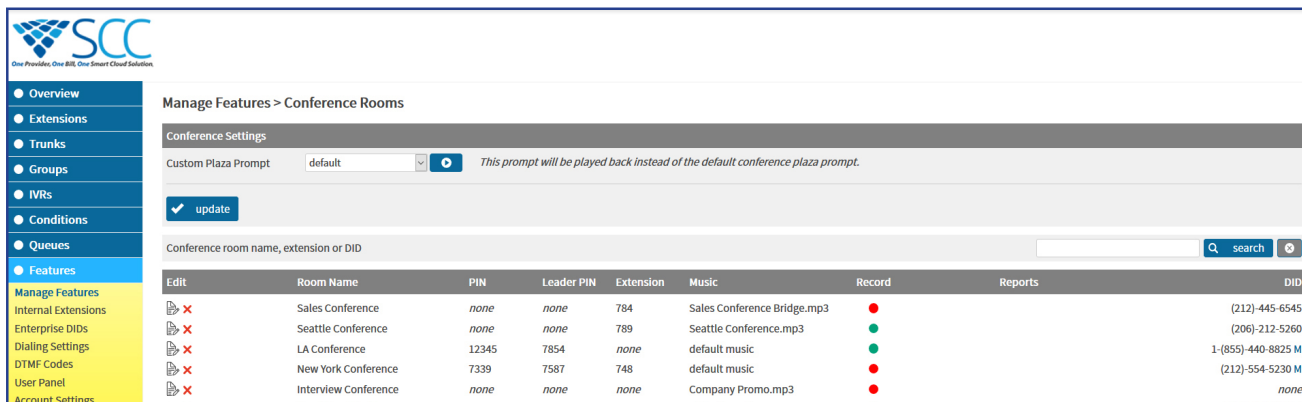 SCC
One Provider, One Bill, One Smart Cloud Solution.
Overview
Extensions
Trunks
Groups
IVRs
Conditions
Queues
Features
Manage Features
Internal Extensions
Enterprise DIDs
Dialing Settings
DTMF Codes
User Panel
Account Settings
Manage Features > Conference Rooms
Conference Settings
Custom Plaza Prompt default This prompt will be played back instead of the default conference plaza prompt.
update
Conference room name, extension or DID search
Edit Room Name PIN Leader PIN Extension Music Record Reports DID
Sales Conference none none 784 Sales Conference Bridge.mp3 (212)-445-6545
Seattle Conference none none 789 Seattle Conference.mp3 (206)-212-5260
LA Conference 12345 7854 none default music 1-(855)-440-8825 M
New York Conference 7339 7587 748 default music (212)-554-5230 M
Interview Conference none none none Company Promo.mp3 none